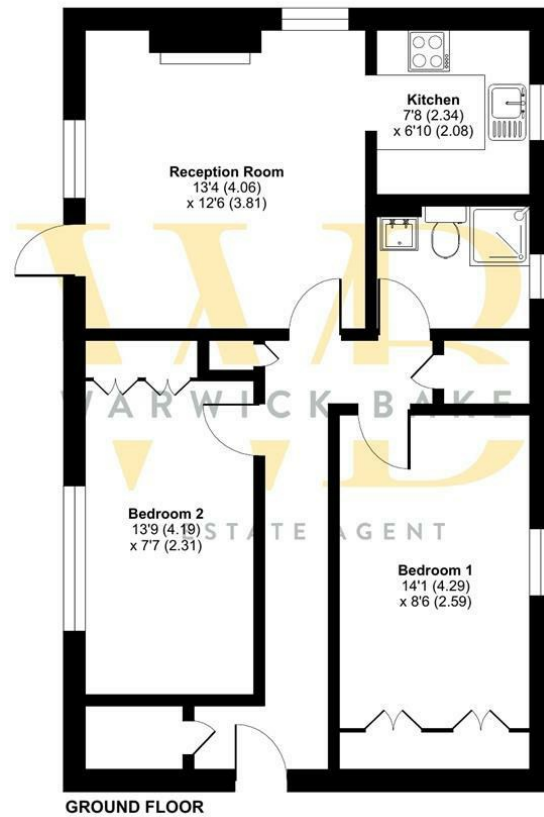 Kitchen
7'8 (2.34)
x 6'10 (2.08)
Reception Room
13'4 (4.06)
x 12'6 (3.81)
WB
WARWICK BAKE
ESTATE AGENT
Bedroom 2
13'9 (4.19)
x 7'7 (2.31)
Bedroom 1
14'1 (4.29)
x 8'6 (2.59)
GROUND FLOOR